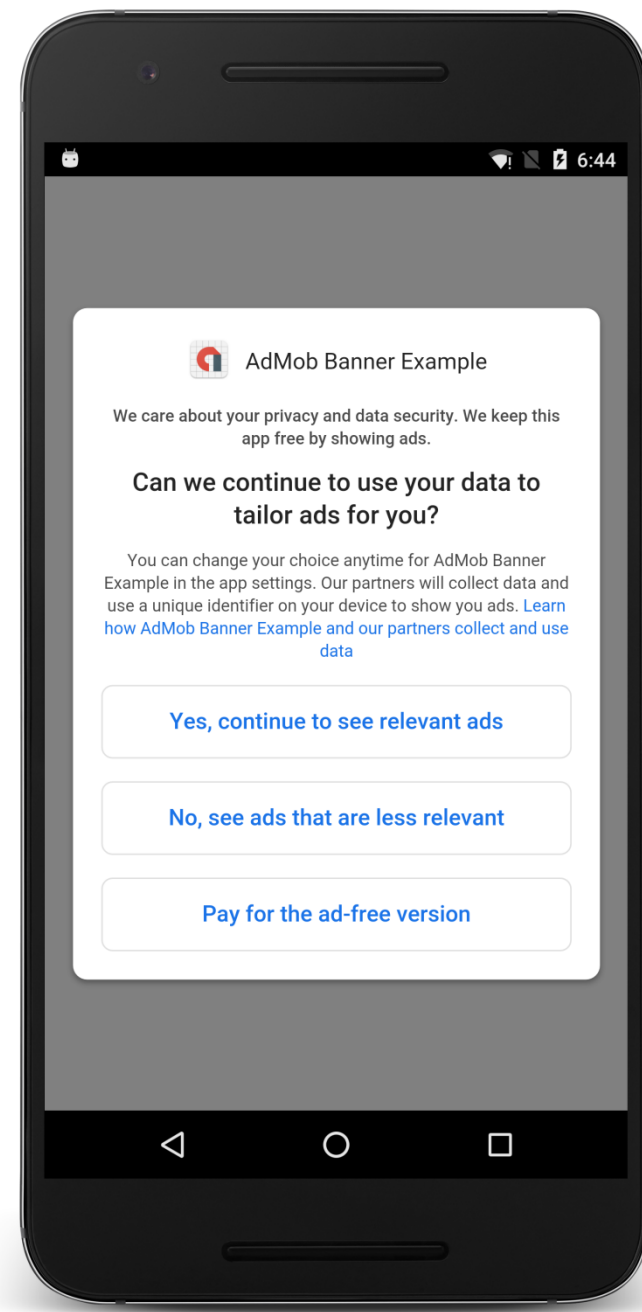 6:44
AdMob Banner Example
We care about your privacy and data security. We keep this
app free by showing ads.
Can we continue to use your data to
tailor ads for you?
You can change your choice anytime for AdMob Banner
Example in the app settings. Our partners will collect data and
use a unique identifier on your device to show you ads. Learn
how AdMob Banner Example and our partners collect and use
data
Yes, continue to see relevant ads
No, see ads that are less relevant
Pay for the ad-free version